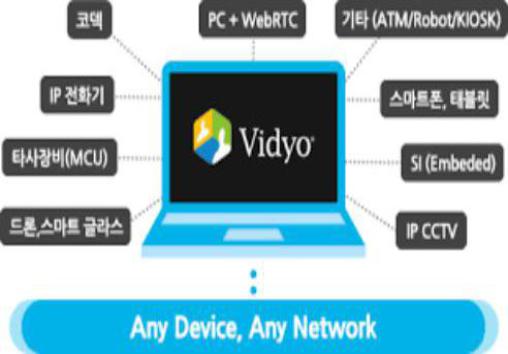 코덱
PC + WebRTC
기타 (ATM/Robot/KIOSK)
IP 전화기
스마트폰, 태블릿
Vidyo
타사장비(MCU)
SI (Embeded)
드론,스마트 글라스
IP CCTV
Any Device, Any Network